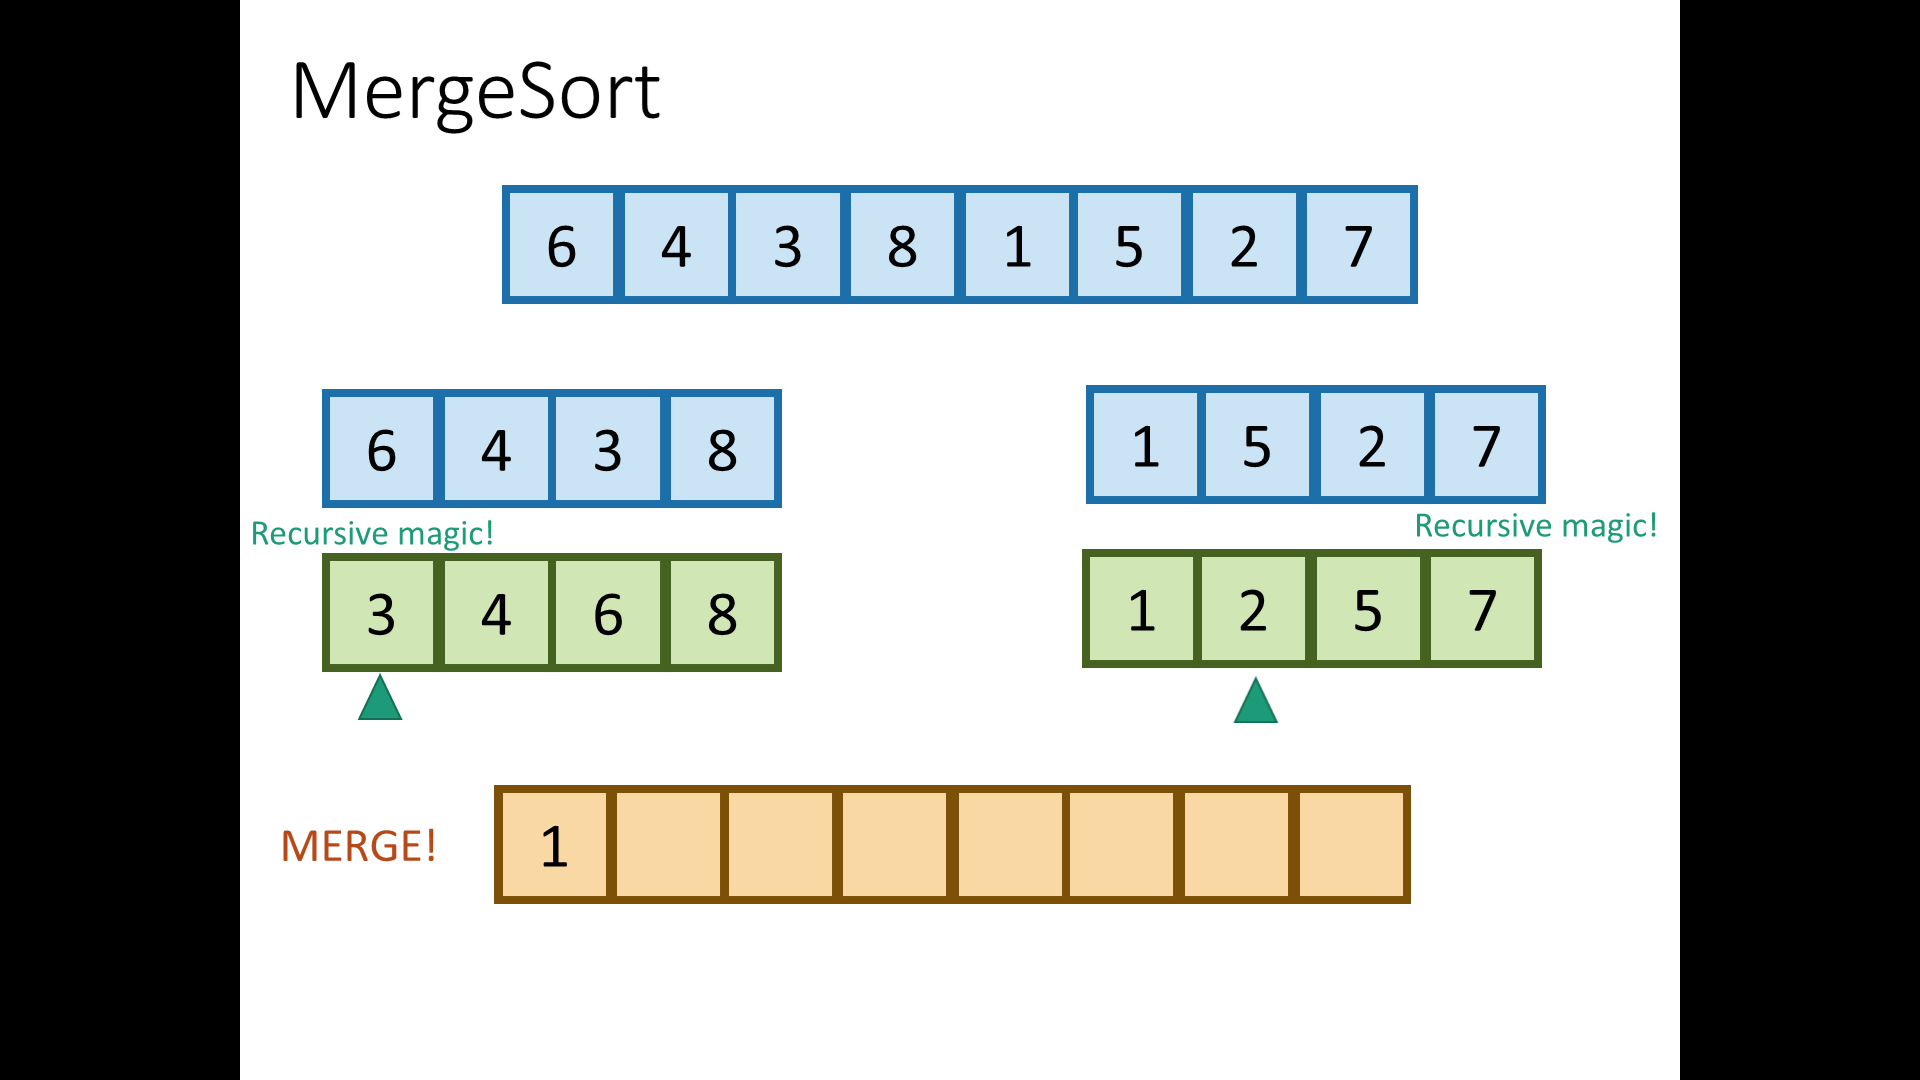 MergeSort
6 4 3 8 1 5 2 7
6 4 3 8
1 5 2 7
Recursive magic!
Recursive magic!
3 4 6 8
1 2 5 7
MERGE!
1